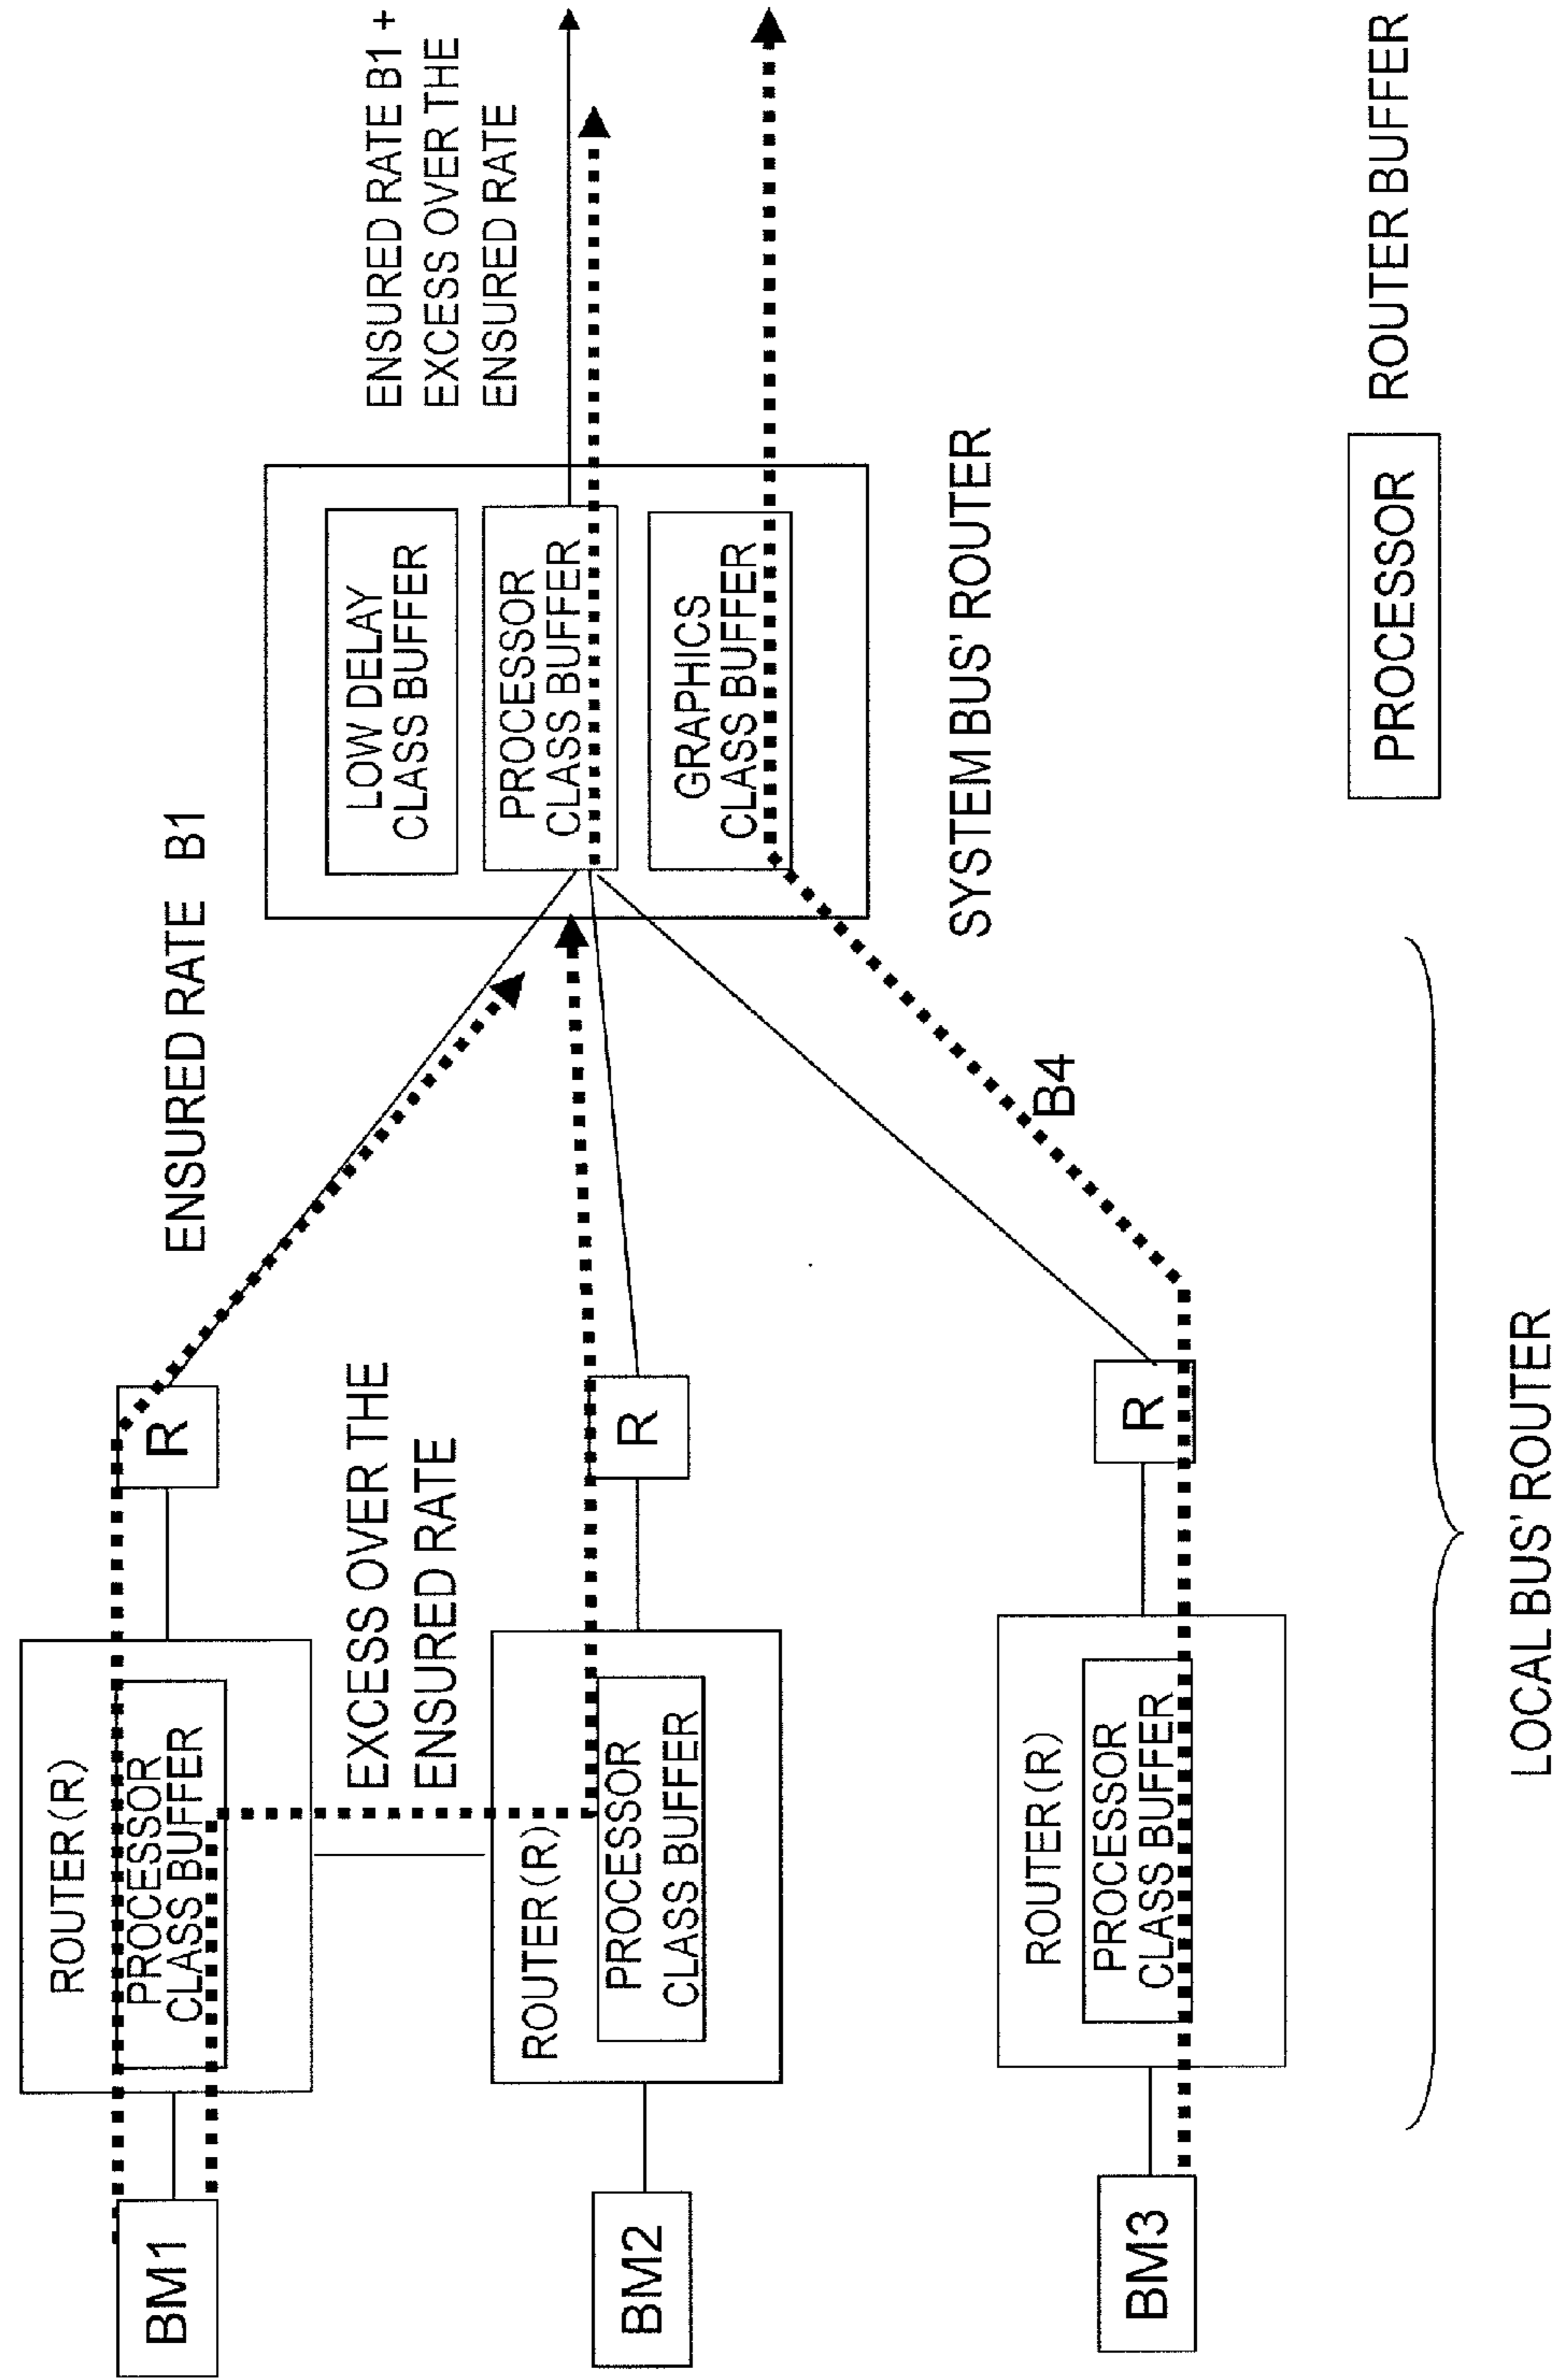 BM1
ROUTER(R)
PROCESSOR
CLASS BUFFER
R
ENSURED RATE B1
EXCESS OVER THE
ENSURED RATE
BM2
ROUTER(R)
PROCESSOR
CLASS BUFFER
R
BM3
ROUTER(R)
PROCESSOR
CLASS BUFFER
R
B4
LOW DELAY
CLASS BUFFER
PROCESSOR
CLASS BUFFER
GRAPHICS
CLASS BUFFER
SYSTEM BUS' ROUTER
ENSURED RATE B1 +
EXCESS OVER THE
ENSURED RATE
LOCAL BUS' ROUTER
PROCESSOR
ROUTER BUFFER